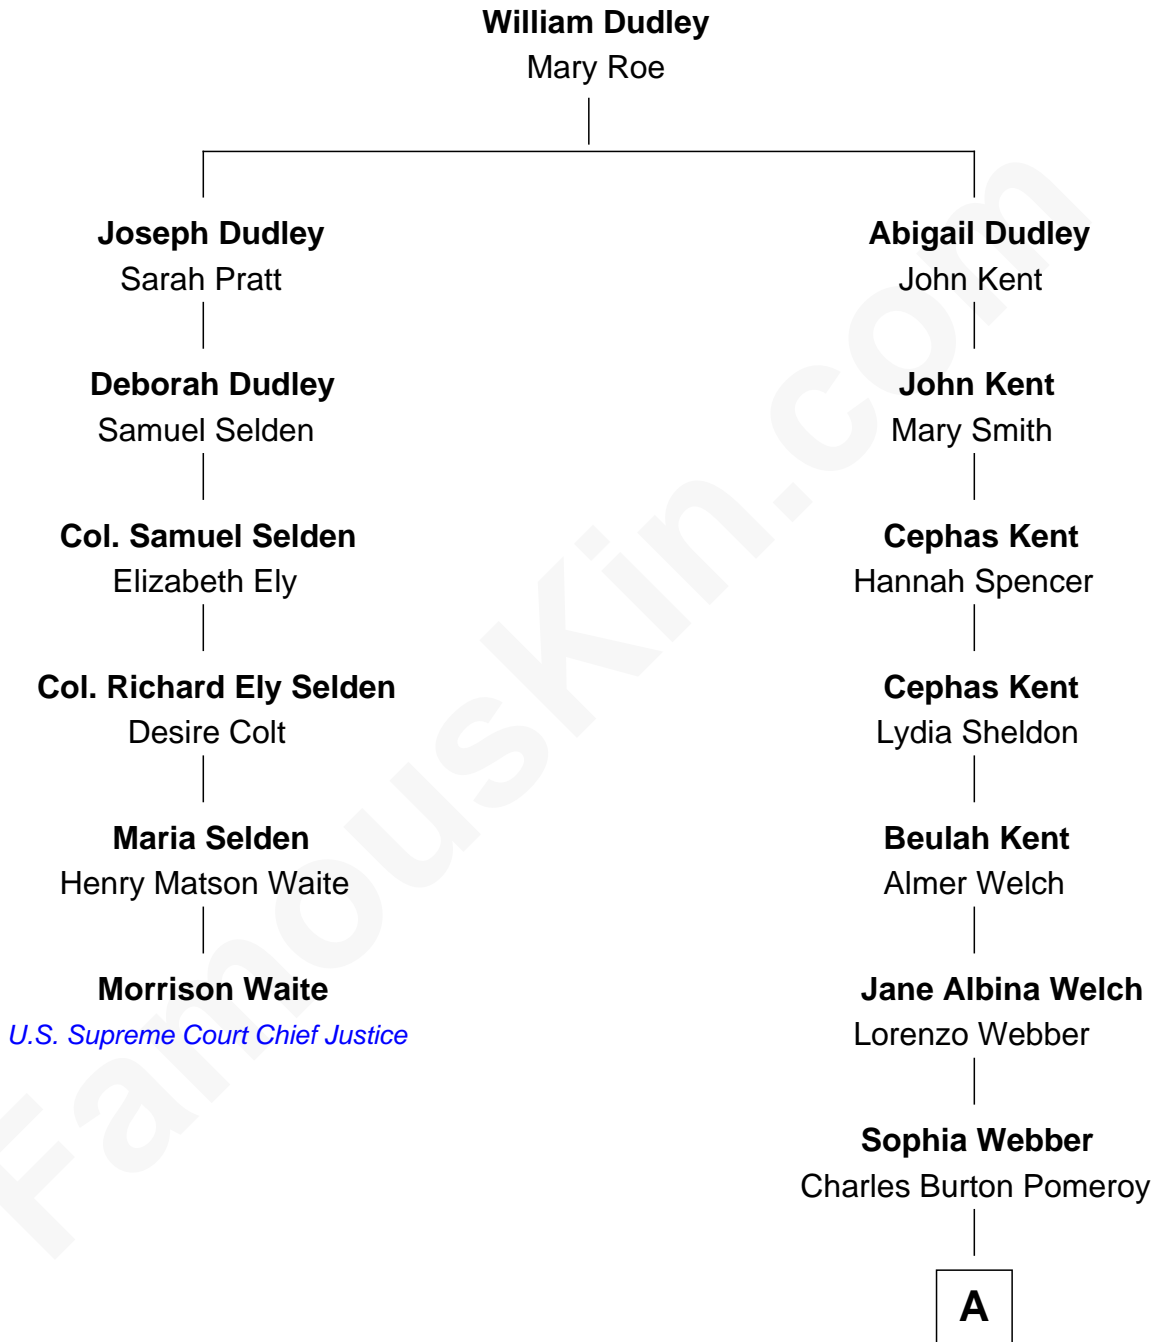 William Dudley
Mary Roe
Joseph Dudley
Sarah Pratt
Abigail Dudley
John Kent
Deborah Dudley
Samuel Selden
John Kent
Mary Smith
Col. Samuel Selden
Elizabeth Ely
Cephas Kent
Hannah Spencer
Col. Richard Ely Selden
Desire Colt
Cephas Kent
Lydia Sheldon
Maria Selden
Henry Matson Waite
Beulah Kent
Almer Welch
Morrison Waite
U.S. Supreme Court Chief Justice
Jane Albina Welch
Lorenzo Webber
Sophia Webber
Charles Burton Pomeroy
A
FamousKin.com